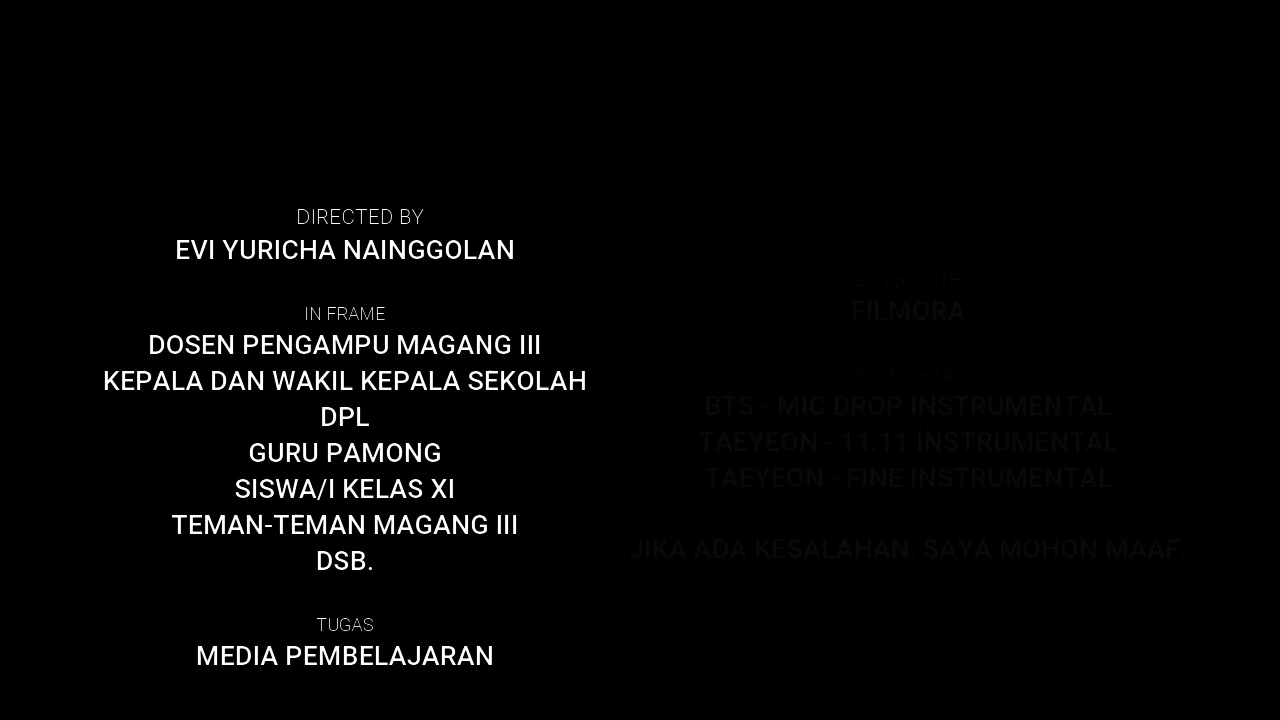 DIRECTED BY
EVI YURICHA NAINGGOLAN
IN FRAME
DOSEN PENGAMPU MAGANG III
KEPALA DAN WAKIL KEPALA SEKOLAH
DPL
GURU PAMONG
SISWA/I KELAS XI
TEMAN-TEMAN MAGANG III
DSB.
TUGAS
MEDIA PEMBELAJARAN
FILMORA
BTS - MIC DROP INSTRUMENTAL
TAEYEON - 11.11 INSTRUMENTAL
TAEYEON - FINE INSTRUMENTAL
JIKA ADA KESALAHAN, SAYA MOHON MAAF.